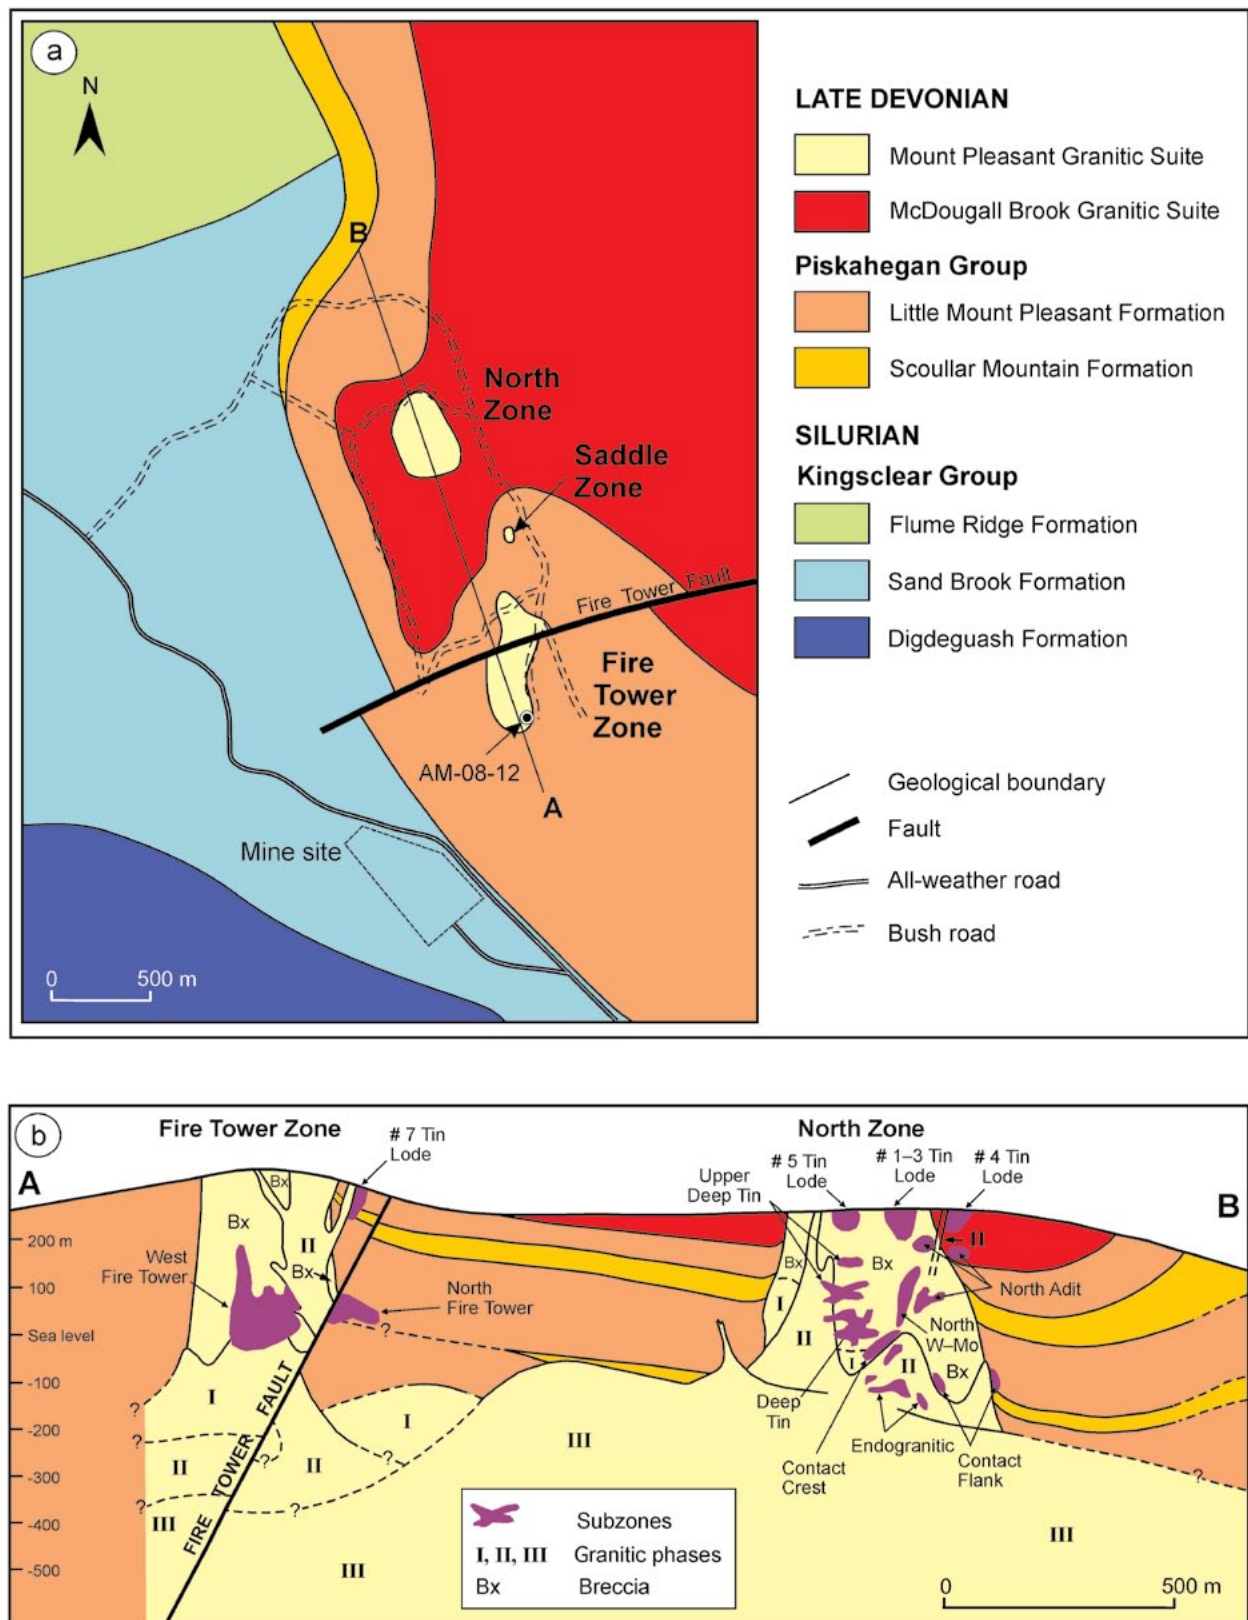 a
N
B
North
Zone
Saddle
Zone
Fire Tower Fault
Fire
Tower
Zone
AM-08-12
A
Mine site
0 500 m
LATE DEVONIAN
Mount Pleasant Granitic Suite
McDougall Brook Granitic Suite
Piskahegan Group
Little Mount Pleasant Formation
Scoullar Mountain Formation
SILURIAN
Kingsclear Group
Flume Ridge Formation
Sand Brook Formation
Digdeguash Formation
Geological boundary
Fault
All-weather road
Bush road
b
Fire Tower Zone
North Zone
A
B
# 7 Tin
Lode
Upper
Deep Tin
# 5 Tin
Lode
# 1–3 Tin
Lode
# 4 Tin
Lode
200 m
100
Sea level
-100
-200
-300
-400
-500
Bx
Bx
II
Bx
West
Fire Tower
North
Fire Tower
?
I
?
?
II
?
II
?
?
III
FIRE TOWER FAULT
I
?
III
III
Bx
I
II
Bx
I
II
Bx
II
North Adit
North
W–Mo
Deep
Tin
Contact
Crest
Endogranitic
Contact
Flank
?
III
Subzones
I, II, III Granitic phases
Bx Breccia
0 500 m